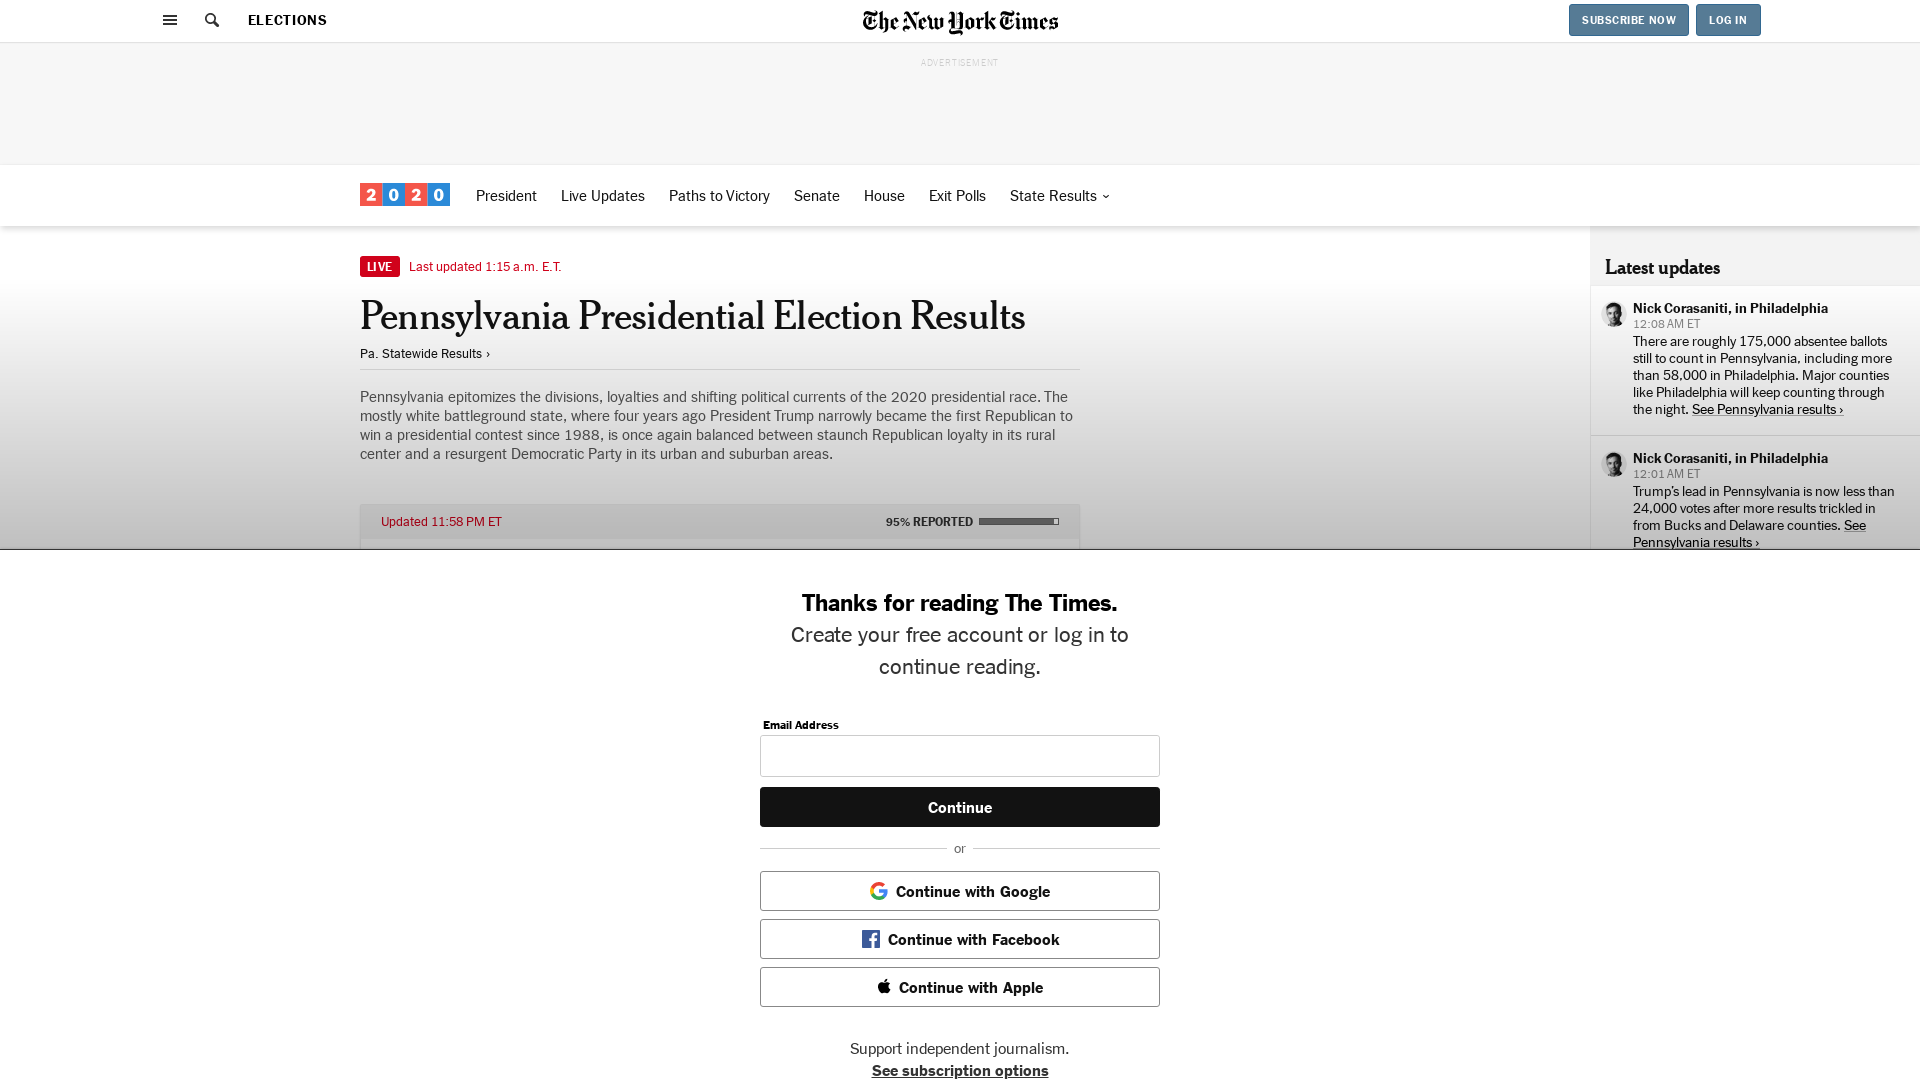 ELECTIONS
The New York Times
SUBSCRIBE NOW
LOG IN
ADVERTISEMENT
2020
President
Live Updates
Paths to Victory
Senate
House
Exit Polls
State Results
LIVE
Last updated 1:15 a.m. E.T.
Pennsylvania Presidential Election Results
Pa. Statewide Results ›
Pennsylvania epitomizes the divisions, loyalties and shifting political currents of the 2020 presidential race. The
mostly white battleground state, where four years ago President Trump narrowly became the first Republican to
win a presidential contest since 1988, is once again balanced between staunch Republican loyalty in its rural
center and a resurgent Democratic Party in its urban and suburban areas.
Updated 11:58 PM ET
95% REPORTED
Latest updates
Nick Corasaniti, in Philadelphia
12:08 AM ET
There are roughly 175,000 absentee ballots
still to count in Pennsylvania, including more
than 58,000 in Philadelphia. Major counties
like Philadelphia will keep counting through
the night. See Pennsylvania results ›
Nick Corasaniti, in Philadelphia
12:01 AM ET
Trump's lead in Pennsylvania is now less than
24,000 votes after more results trickled in
from Bucks and Delaware counties. See
Pennsylvania results ›
Thanks for reading The Times.
Create your free account or log in to
continue reading.
Email Address
Continue
or
Continue with Google
Continue with Facebook
Continue with Apple
Support independent journalism.
See subscription options